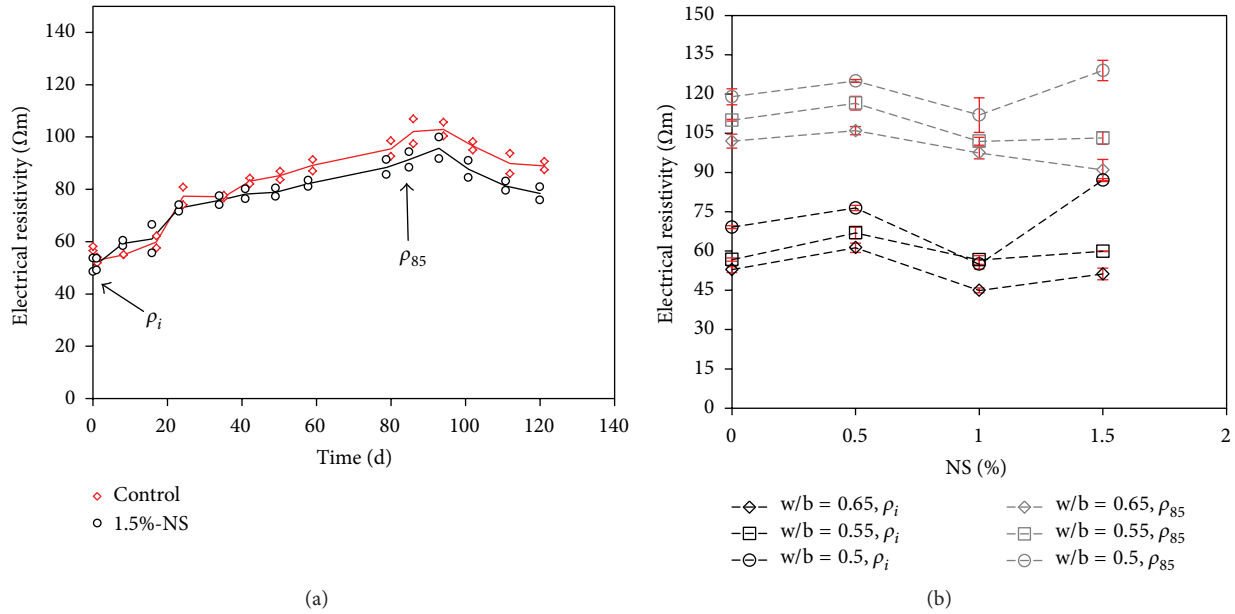 140
120
100
80
60
40
20
0
Electrical resistivity (Ωm)
ρi
ρ85
0 20 40 60 80 100 120 140
Time (d)
Control
1.5%-NS
(a)
150
135
120
105
90
75
60
45
30
15
0
Electrical resistivity (Ωm)
0 0.5 1 1.5 2
NS (%)
w/b = 0.65, ρi
w/b = 0.55, ρi
w/b = 0.5, ρi
w/b = 0.65, ρ85
w/b = 0.55, ρ85
w/b = 0.5, ρ85
(b)